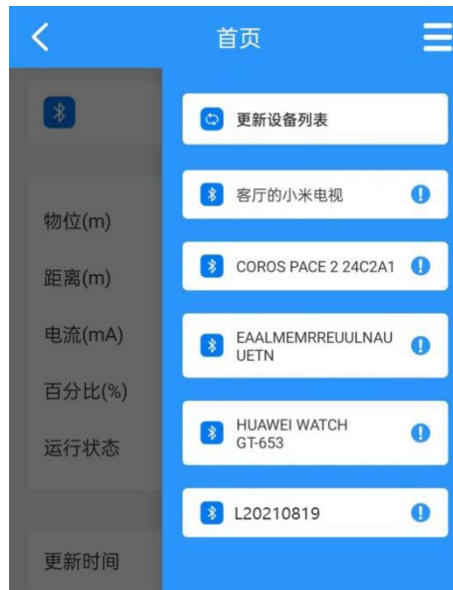 首页
更新设备列表
客厅的小米电视
物位(m)
COROS PACE 2 24C2A1
距离(m)
电流(mA)
EAALMEMRREUULNAU
UETN
百分比(%)
HUAWEI WATCH
GT-653
运行状态
L20210819
更新时间